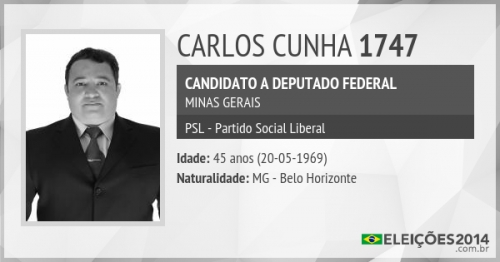 CARLOS CUNHA 1747
CANDIDATO A DEPUTADO FEDERAL
MINAS GERAIS
PSL - Partido Social Liberal
Idade: 45 anos (20-05-1969)
Naturalidade: MG - Belo Horizonte
ELEIÇÕES2014
.com.br